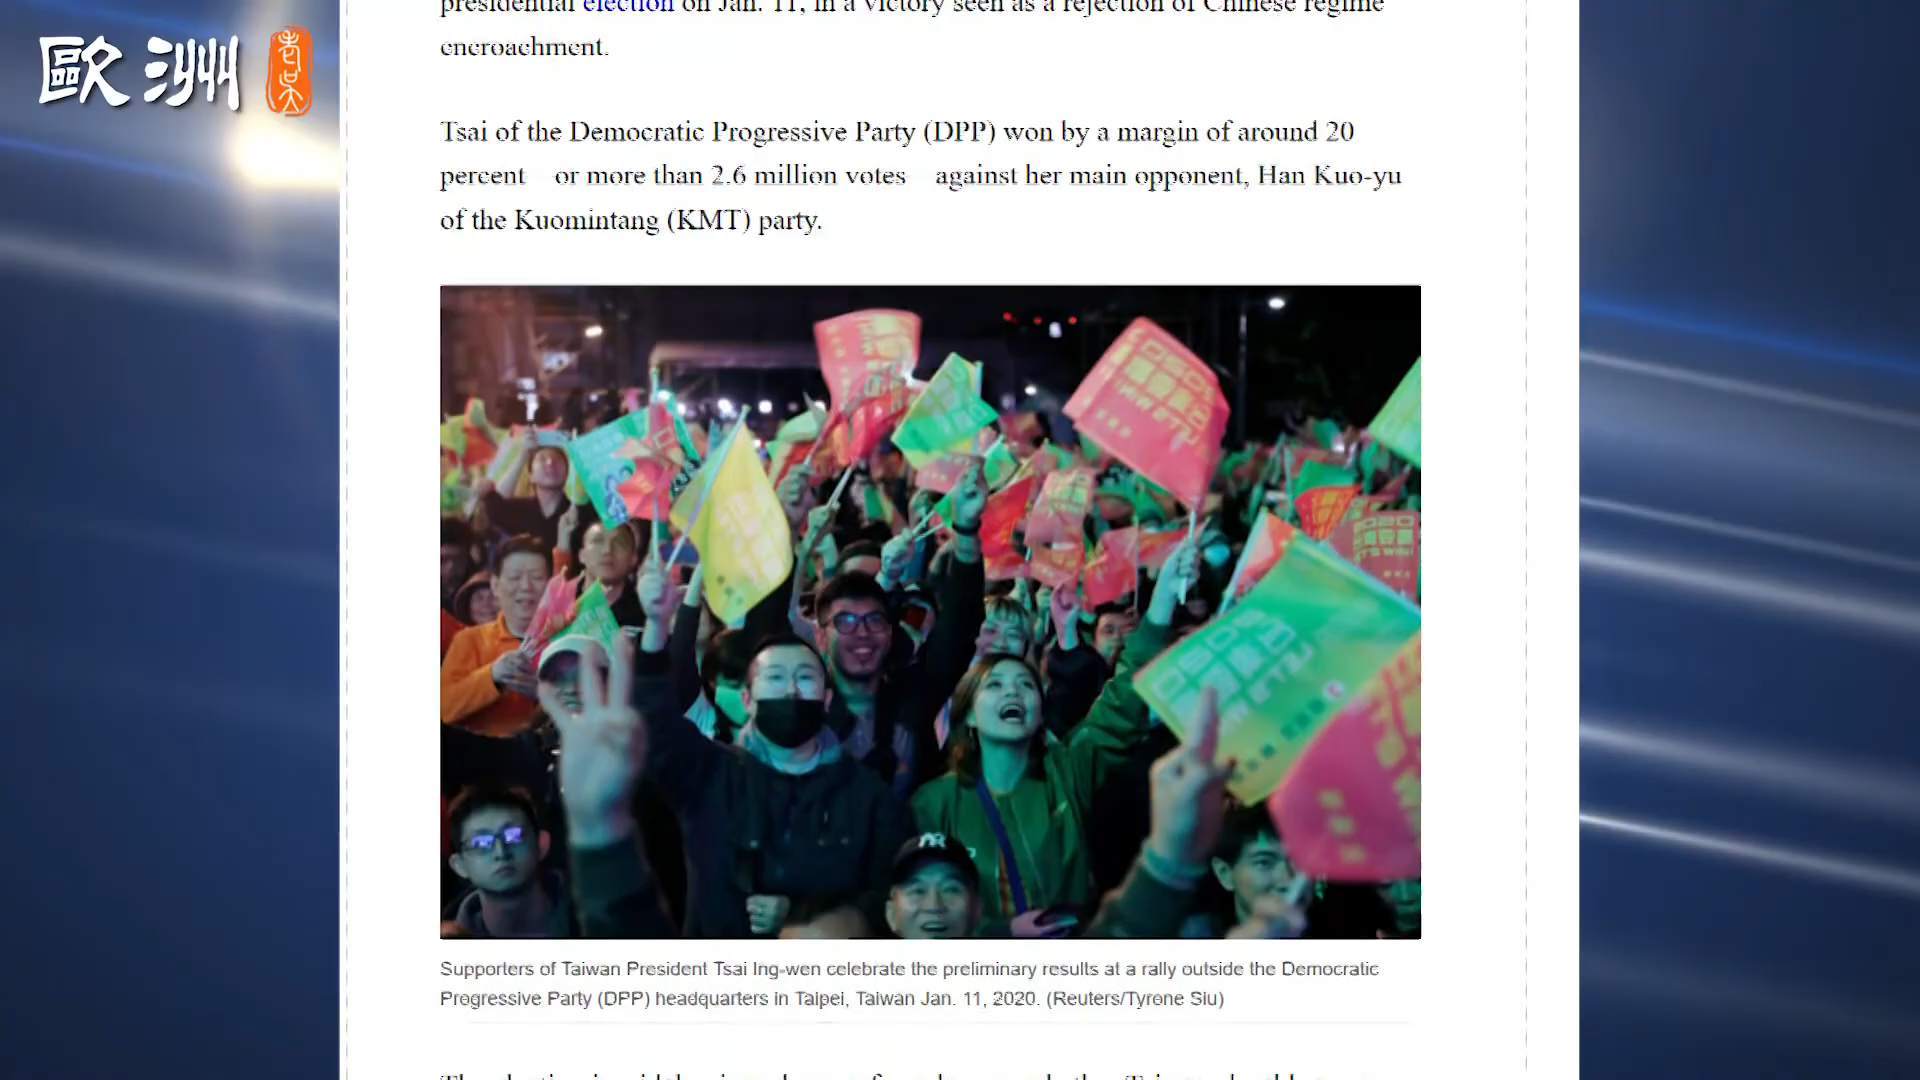 歐洲
presidential election on Jan. 11, in a victory seen as a rejection of Chinese regime
encroachment.
Tsai of the Democratic Progressive Party (DPP) won by a margin of around 20
percent or more than 2.6 million votes against her main opponent, Han Kuo-yu
of the Kuomintang (KMT) party.
Supporters of Taiwan President Tsai Ing-wen celebrate the preliminary results at a rally outside the Democratic
Progressive Party (DPP) headquarters in Taipei, Taiwan Jan. 11, 2020. (Reuters/Tyrone Siu)